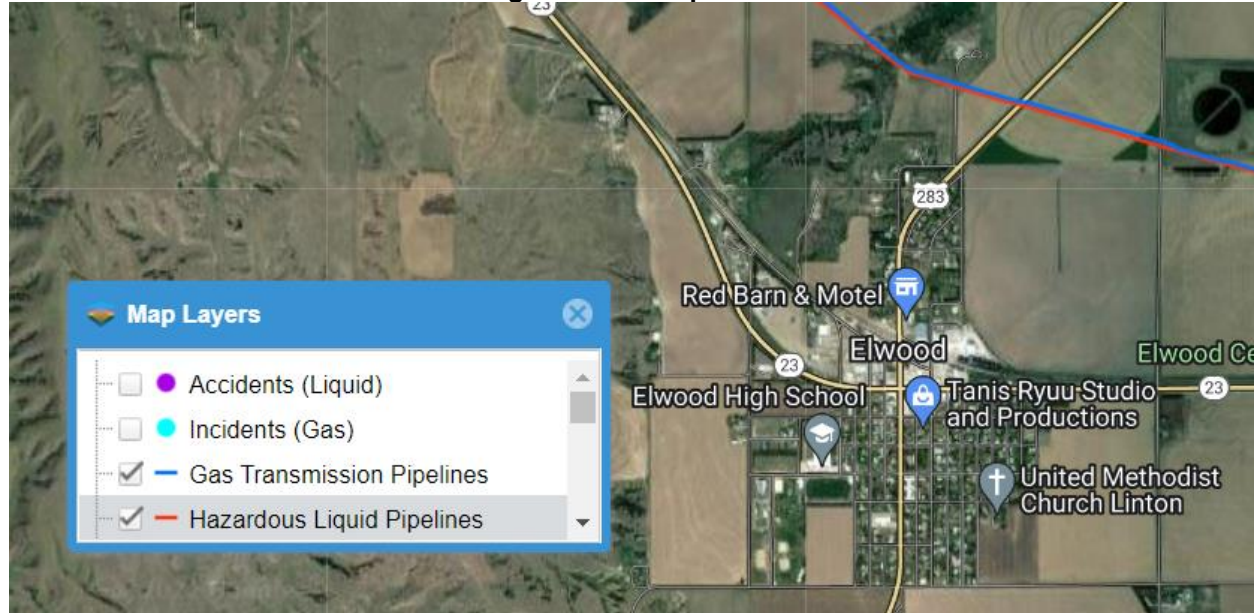 23
283
Red Barn & Motel
Map Layers
Elwood
Elwood Ce
23
23
Accidents (Liquid)
Elwood High School
Tanis Ryuu Studio
and Productions
Incidents (Gas)
Gas Transmission Pipelines
United Methodist
Church Linton
Hazardous Liquid Pipelines